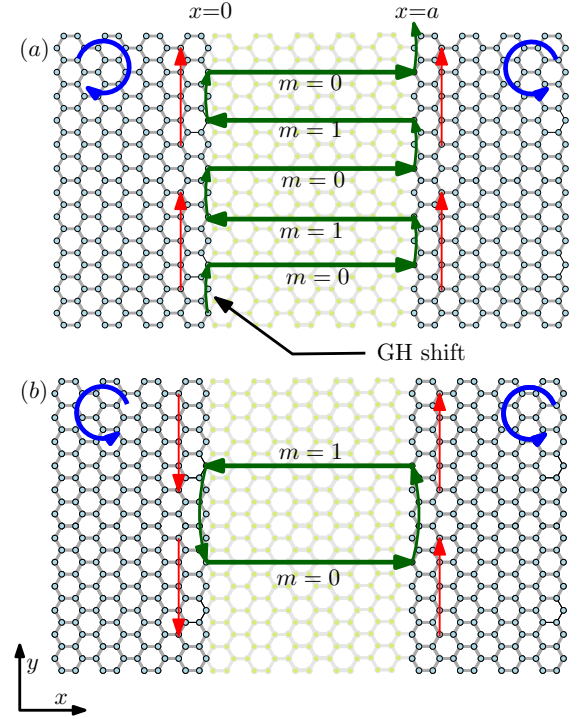 x=0 x=a
(a)
m = 0
m = 1
m = 0
m = 1
m = 0
GH shift
(b)
m = 1
m = 0
y
x